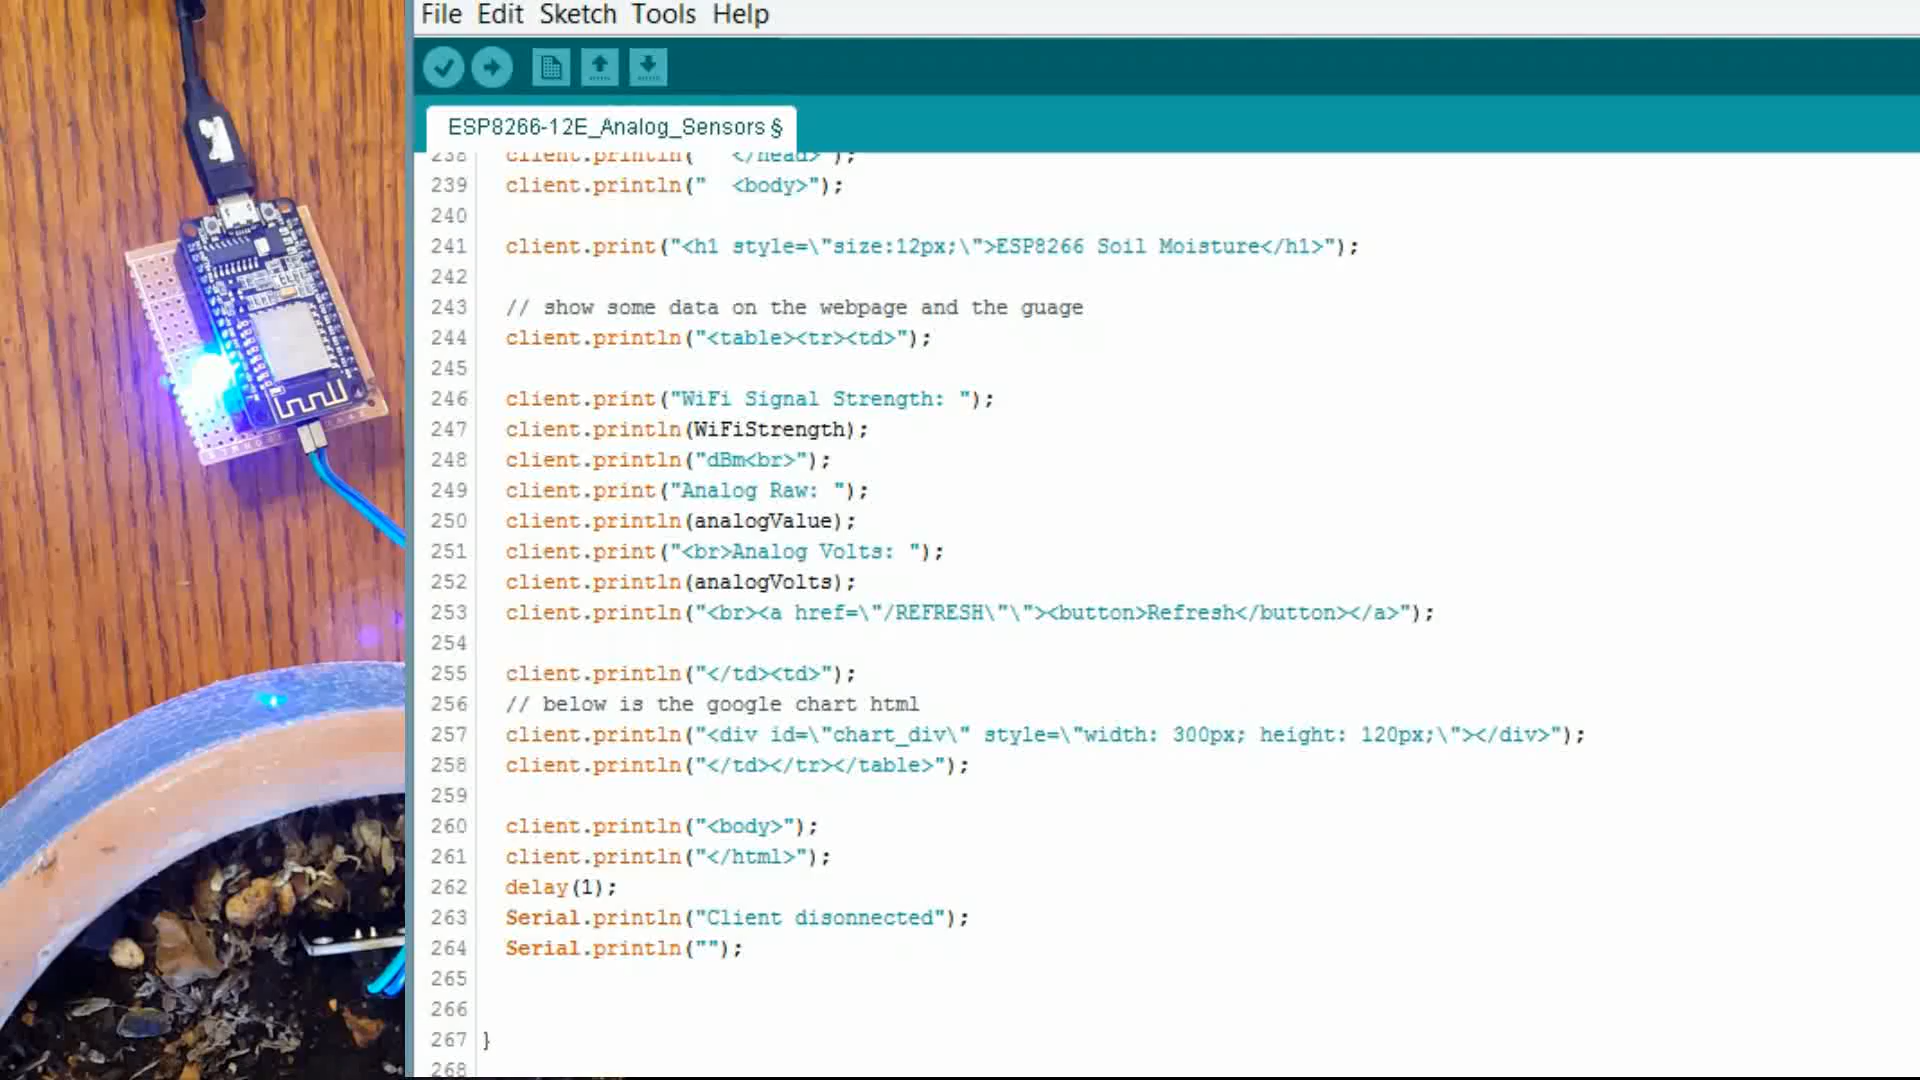 File Edit Sketch Tools Help
ESP8266-12E_Analog_Sensors §
238 client.println("  </head>");
239 client.println("  <body>");
240
241 client.print("<h1 style=\"size:12px;\">ESP8266 Soil Moisture</h1>");
242
243 // show some data on the webpage and the guage
244 client.println("<table><tr><td>");
245
246 client.print("WiFi Signal Strength: ");
247 client.println(WiFiStrength);
248 client.println("dBm<br>");
249 client.print("Analog Raw: ");
250 client.println(analogValue);
251 client.print("<br>Analog Volts: ");
252 client.println(analogVolts);
253 client.println("<br><a href=\"/REFRESH\"\"><button>Refresh</button></a>");
254
255 client.println("</td><td>");
256 // below is the google chart html
257 client.println("<div id=\"chart_div\" style=\"width: 300px; height: 120px;\"></div>");
258 client.println("</td></tr></table>");
259
260 client.println("<body>");
261 client.println("</html>");
262 delay(1);
263 Serial.println("Client disonnected");
264 Serial.println("");
265
266
267 }
268